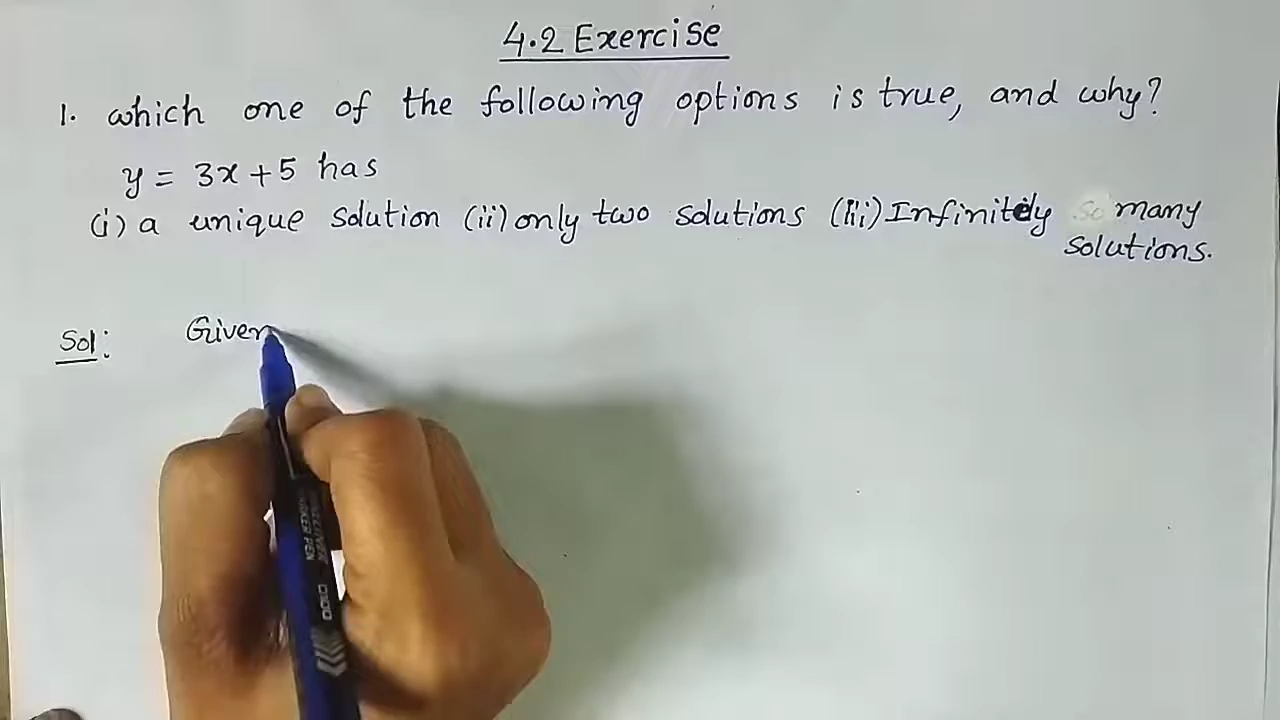 4.2 Exercise
1. which one of the following options is true, and why?
y = 3x + 5 has
(i) a unique solution (ii) only two solutions (iii) Infinitely so many
solutions.
Sol: Given